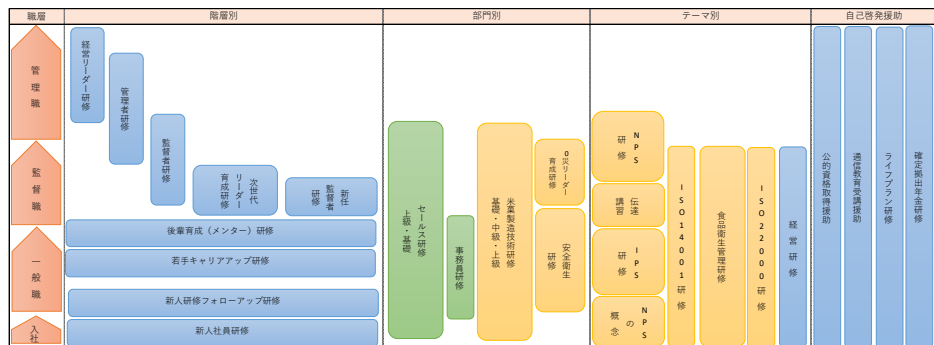 職層
階層別
部門別
テーマ別
自己啓発援助
管理職
監督職
一般職
入社
経営リーダー研修
管理者研修
監督者研修
次世代
リーダー
育成研修
新任
監督者
研修
後輩育成（メンター）研修
若手キャリアアップ研修
新人研修フォローアップ研修
新人社員研修
セールス研修
上級・基礎
事務員研修
米菓製造技術研修
基礎・中級・上級
0災リーダー
育成研修
安全衛生
研修
NPS
研修
伝達
講習
IPS
研修
NPS
の
概念
ISO14001研修
食品衛生管理研修
ISO22000研修
経営研修
公的資格取得援助
通信教育受講援助
ライフプラン研修
確定拠出年金研修